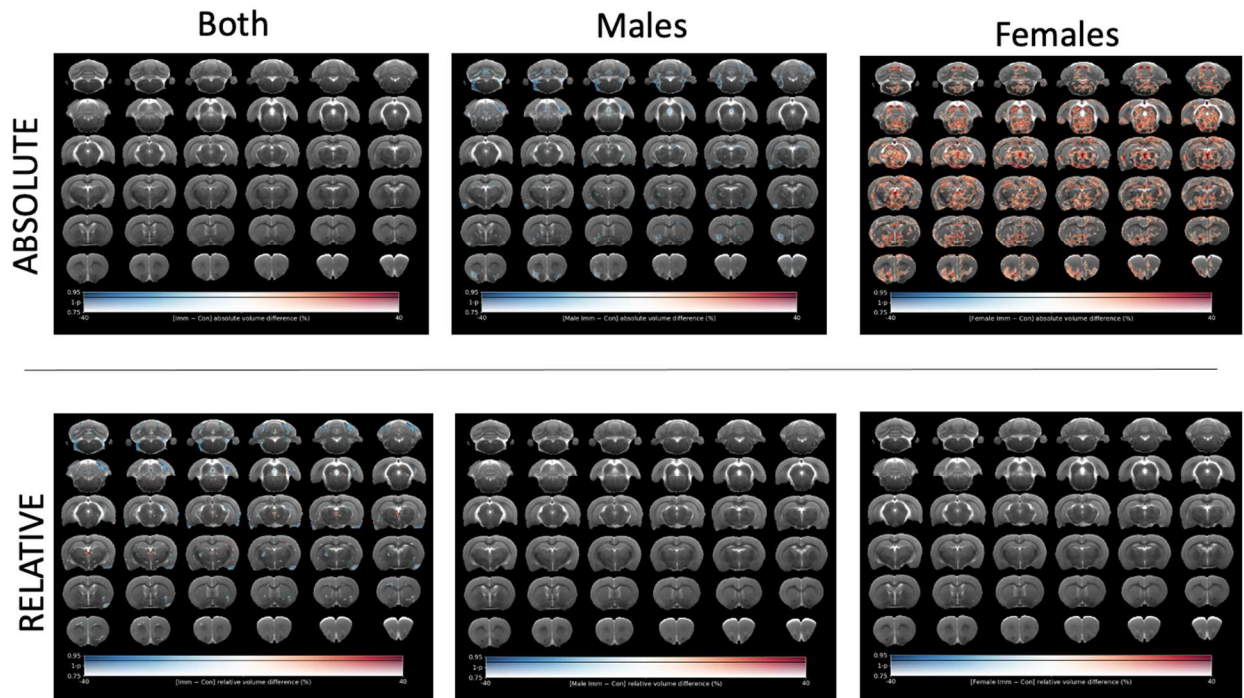 Both
Males
Females
ABSOLUTE
0.95
1-p
0.75
-40
40
[Imm − Con] absolute volume difference (%)
0.95
1-p
0.75
-40
40
[Male Imm − Con] absolute volume difference (%)
0.95
1-p
0.75
-40
40
[Female Imm − Con] absolute volume difference (%)
RELATIVE
0.95
1-p
0.75
-40
40
[Imm − Con] relative volume difference (%)
0.95
1-p
0.75
-40
40
[Male Imm − Con] relative volume difference (%)
0.95
1-p
0.75
-40
40
[Female Imm − Con] relative volume difference (%)